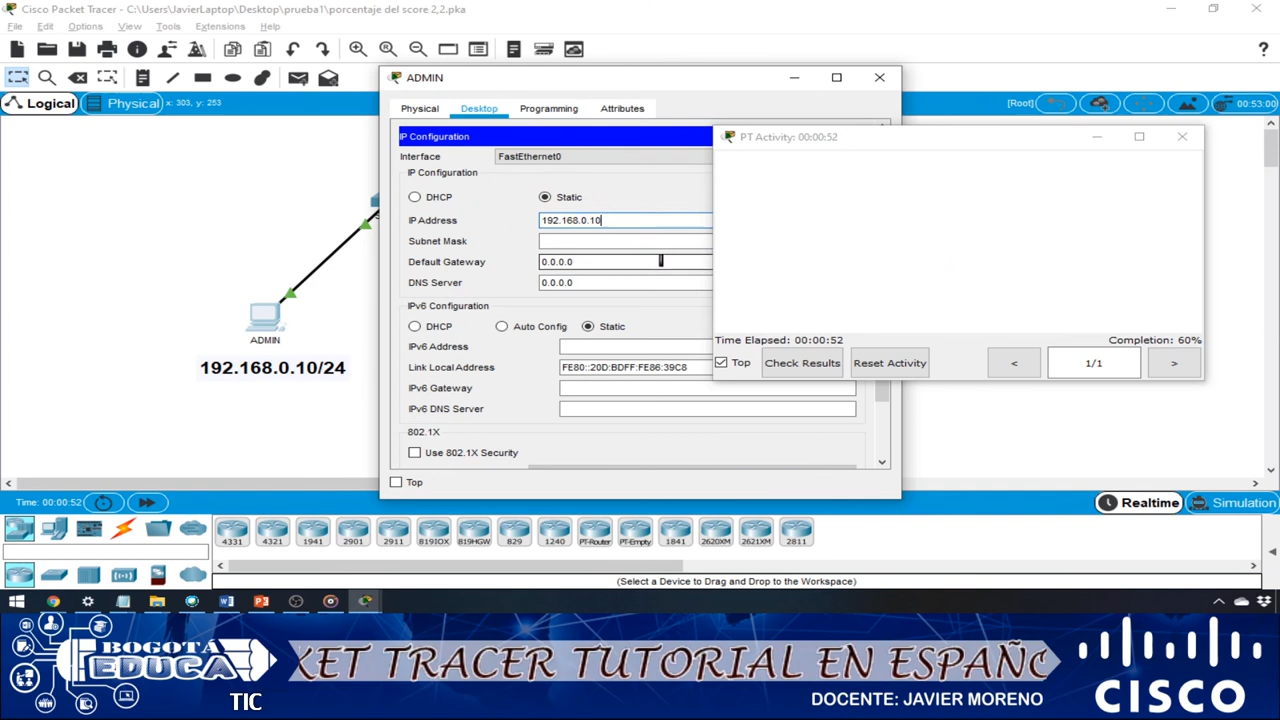 Cisco Packet Tracer - C:\Users\JavierLaptop\Desktop\prueba1\porcentaje del score 2,2.pka
File Edit Options View Tools Extensions Help
Logical Physical x: 303, y: 253 [Root] 00:53:00
ADMIN
Physical Desktop Programming Attributes
IP Configuration
Interface FastEthernet0
IP Configuration
DHCP Static
IP Address 192.168.0.10
Subnet Mask
Default Gateway 0.0.0.0
DNS Server 0.0.0.0
IPv6 Configuration
DHCP Auto Config Static
IPv6 Address
Link Local Address FE80::20D:BDFF:FE86:39C8
IPv6 Gateway
IPv6 DNS Server
802.1X
Use 802.1X Security
Top
PT Activity: 00:00:52
Time Elapsed: 00:00:52 Completion: 60%
Top Check Results Reset Activity < 1/1 >
ADMIN
192.168.0.10/24
Time: 00:00:52 Realtime Simulation
4331 4321 1941 2901 2911 819IOX 819HGW 829 1240 PT-Router PT-Empty 1841 2620XM 2621XM 2811
(Select a Device to Drag and Drop to the Workspace)
BOGOTÁ
EDUCA
TIC
KET TRACER TUTORIAL EN ESPAÑO
DOCENTE: JAVIER MORENO
CISCO